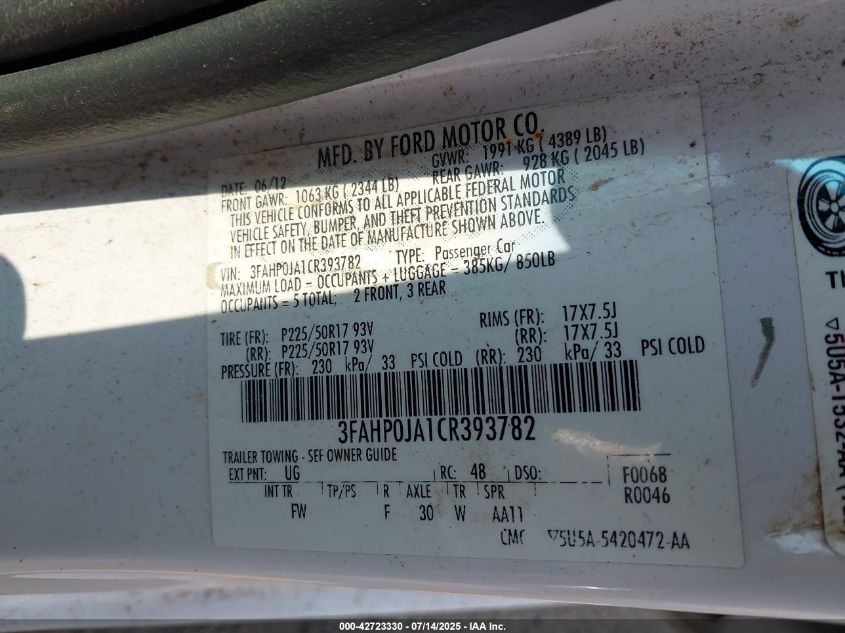 MFD. BY FORD MOTOR CO.
DATE: 06/12 GVWR: 1991 KG ( 4389 LB)
FRONT GAWR: 1063 KG ( 2344 LB) REAR GAWR: 928 KG ( 2045 LB)
THIS VEHICLE CONFORMS TO ALL APPLICABLE FEDERAL MOTOR
VEHICLE SAFETY, BUMPER, AND THEFT PREVENTION STANDARDS
IN EFFECT ON THE DATE OF MANUFACTURE SHOWN ABOVE.
VIN: 3FAHP0JA1CR393782 TYPE: Passenger Car
MAXIMUM LOAD = OCCUPANTS + LUGGAGE = 385KG/ 850LB
OCCUPANTS = 5 TOTAL; 2 FRONT, 3 REAR
TIRE (FR): P225/50R17 93V RIMS (FR): 17X7.5J
(RR): P225/50R17 93V (RR): 17X7.5J
PRESSURE (FR): 230 kPa/ 33 PSI COLD (RR): 230 kPa/ 33 PSI COLD
3FAHP0JA1CR393782
TRAILER TOWING - SEE OWNER GUIDE
EXT PNT: UG RC: 48 DSO: F0068
R0046
INT TR TP/PS R AXLE TR SPR
FW F 30 W AA11
CMC 5U5A-5420472-AA
000-42723330 - 07/14/2025 - IAA Inc.